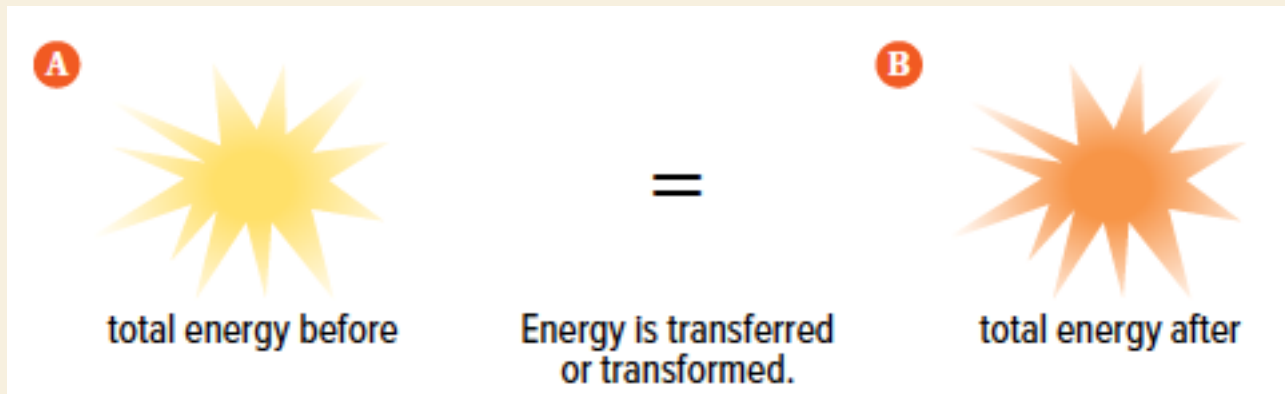 A
B
=
total energy before
Energy is transferred
or transformed.
total energy after